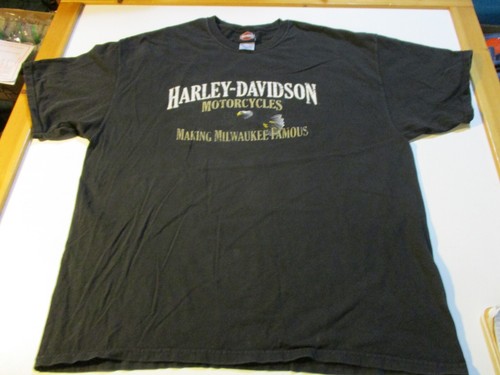 HARLEY-DAVIDSON
MOTORCYCLES
MAKING MILWAUKEE FAMOUS